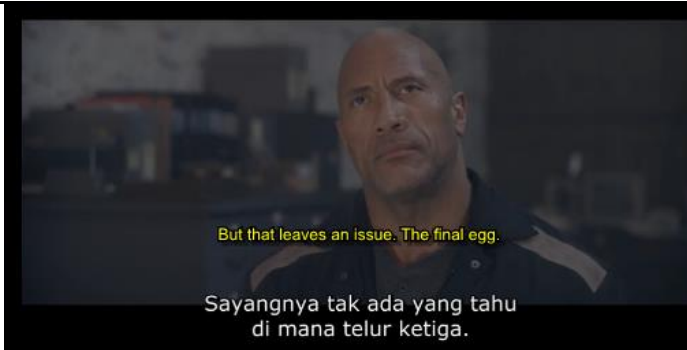 But that leaves an issue. The final egg.
Sayangnya tak ada yang tahu
di mana telur ketiga.